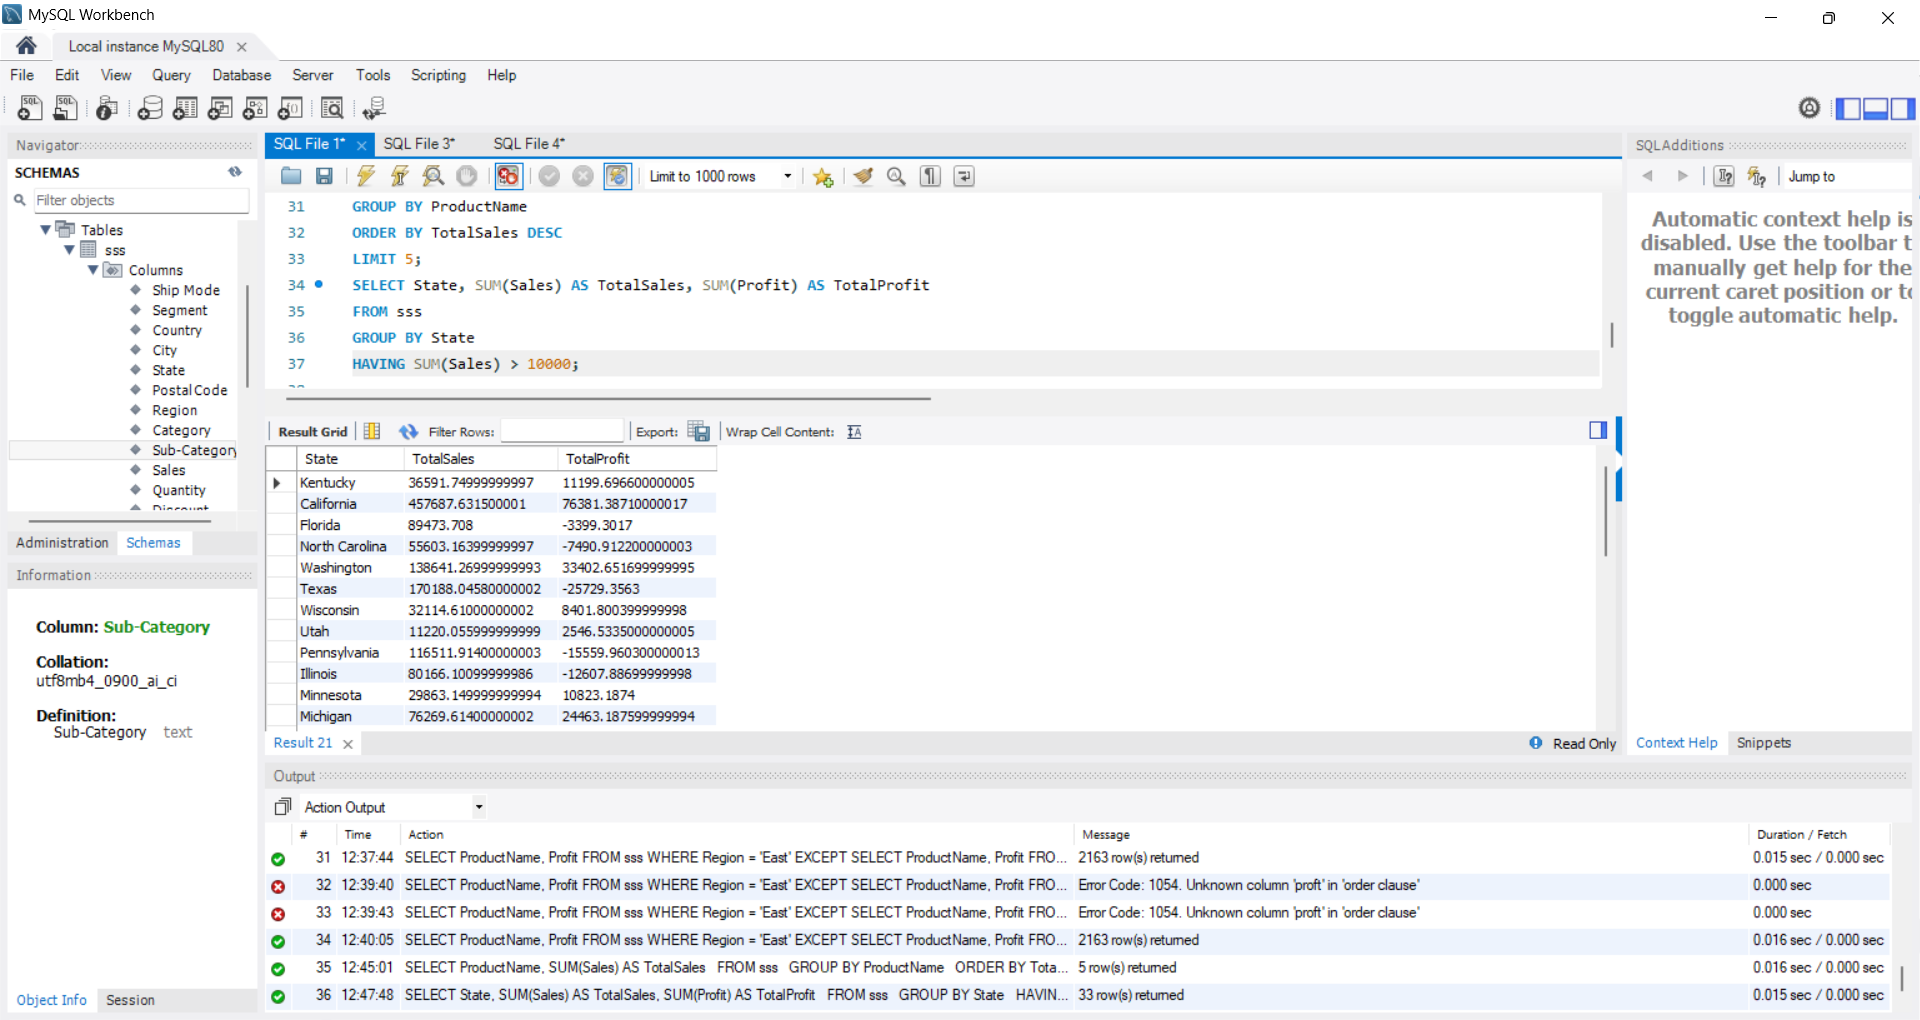 MySQL Workbench
Local instance MySQL80
File Edit View Query Database Server Tools Scripting Help
Navigator
SCHEMAS
Filter objects
Tables
sss
Columns
Ship Mode
Segment
Country
City
State
PostalCode
Region
Category
Sub-Category
Sales
Quantity
Discount
Administration Schemas
Information
Column: Sub-Category
Collation:
utf8mb4_0900_ai_ci
Definition:
Sub-Category text
Object Info Session
SQL File 1* SQL File 3* SQL File 4*
Limit to 1000 rows
31 GROUP BY ProductName
32 ORDER BY TotalSales DESC
33 LIMIT 5;
34 SELECT State, SUM(Sales) AS TotalSales, SUM(Profit) AS TotalProfit
35 FROM sss
36 GROUP BY State
37 HAVING SUM(Sales) > 10000;
Result Grid Filter Rows: Export: Wrap Cell Content:
State TotalSales TotalProfit
Kentucky 36591.74999999997 11199.696600000005
California 457687.631500001 76381.38710000017
Florida 89473.708 -3399.3017
North Carolina 55603.16399999997 -7490.912200000003
Washington 138641.26999999993 33402.651699999995
Texas 170188.04580000002 -25729.3563
Wisconsin 32114.61000000002 8401.800399999998
Utah 11220.055999999999 2546.5335000000005
Pennsylvania 116511.91400000003 -15559.960300000013
Illinois 80166.10099999986 -12607.88699999998
Minnesota 29863.149999999994 10823.1874
Michigan 76269.61400000002 24463.187599999994
Result 21 Read Only
SQLAdditions
Jump to
Automatic context help is
disabled. Use the toolbar t
manually get help for the
current caret position or to
toggle automatic help.
Context Help Snippets
Output
Action Output
# Time Action Message Duration / Fetch
31 12:37:44 SELECT ProductName, Profit FROM sss WHERE Region = 'East' EXCEPT SELECT ProductName, Profit FRO... 2163 row(s) returned 0.015 sec / 0.000 sec
32 12:39:40 SELECT ProductName, Profit FROM sss WHERE Region = 'East' EXCEPT SELECT ProductName, Profit FRO... Error Code: 1054. Unknown column 'proft' in 'order clause' 0.000 sec
33 12:39:43 SELECT ProductName, Profit FROM sss WHERE Region = 'East' EXCEPT SELECT ProductName, Profit FRO... Error Code: 1054. Unknown column 'proft' in 'order clause' 0.000 sec
34 12:40:05 SELECT ProductName, Profit FROM sss WHERE Region = 'East' EXCEPT SELECT ProductName, Profit FRO... 2163 row(s) returned 0.016 sec / 0.000 sec
35 12:45:01 SELECT ProductName, SUM(Sales) AS TotalSales FROM sss GROUP BY ProductName ORDER BY Tota... 5 row(s) returned 0.016 sec / 0.000 sec
36 12:47:48 SELECT State, SUM(Sales) AS TotalSales, SUM(Profit) AS TotalProfit FROM sss GROUP BY State HAVIN... 33 row(s) returned 0.015 sec / 0.000 sec